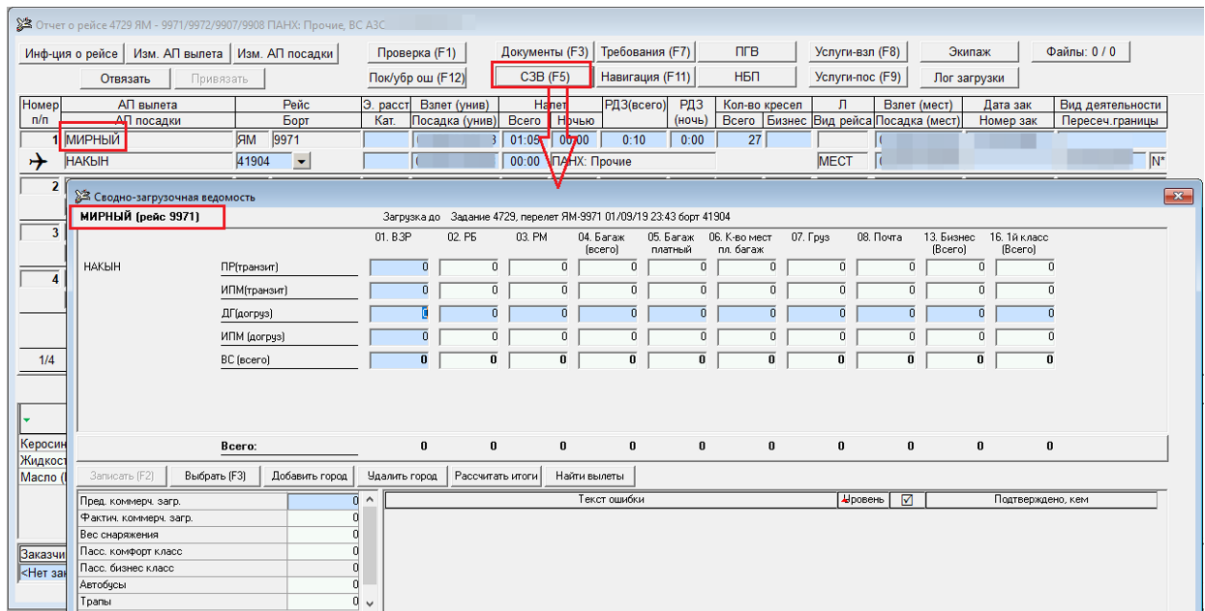 Отчет о рейсе 4729 ЯМ - 9971/9972/9907/9908 ПАНХ: Прочие, ВС АЗС
Инф-ция о рейсе Изм. АП вылета Изм. АП посадки Проверка (F1) Документы (F3) Требования (F7) ПГВ Услуги-взл (F8) Экипаж Файлы: 0 / 0
Отвязать Привязать Пок/убр ош (F12) СЗВ (F5) Навигация (F11) НБП Услуги-пос (F9) Лог загрузки
Номер АП вылета Рейс Э. расст Взлет (унив) Налет РДЗ(всего) РДЗ Кол-во кресел Л Взлет (мест) Дата зак Вид деятельности
п/п АП посадки Борт Кат. Посадка (унив) Всего Ночью (ночь) Всего Бизнес Вид рейса Посадка (мест) Номер зак Пересеч.границы
1 МИРНЫЙ ЯМ 9971 01:05 00:00 0:10 0:00 27
НАКЫН 41904 00:00 ПАНХ: Прочие МЕСТ N*
2
Сводно-загрузочная ведомость
МИРНЫЙ (рейс 9971) Загрузка до Задание 4729, перелет ЯМ-9971 01/09/19 23:43 борт 41904
3
01. ВЗР 02. РБ 03. РМ 04. Багаж 05. Багаж 06. К-во мест 07. Груз 08. Почта 13. Бизнес 16. 1й класс
(всего) платный пл. багаж (Всего) (Всего)
НАКЫН ПР(транзит) 0 0 0 0 0 0 0 0 0 0
4
ИПМ(транзит) 0 0 0 0 0 0 0 0 0 0
ДГ(догруз) 0 0 0 0 0 0 0 0 0
ИПМ (догруз) 0 0 0 0 0 0 0 0 0 0
1/4 ВС (всего) 0 0 0 0 0 0 0 0 0 0
Всего: 0 0 0 0 0 0 0 0 0 0
Керосин
Жидкост
Масло (
Записать (F2) Выбрать (F3) Добавить город Удалить город Рассчитать итоги Найти вылеты
Пред. коммерч. загр. 0 Текст ошибки Уровень Подтверждено, кем
Фактич. коммерч. загр. 0
Вес снаряжения 0
Заказчи
Пасс. комфорт класс 0
<Нет зак
Пасс. бизнес класс 0
Автобусы 0
Трапы 0